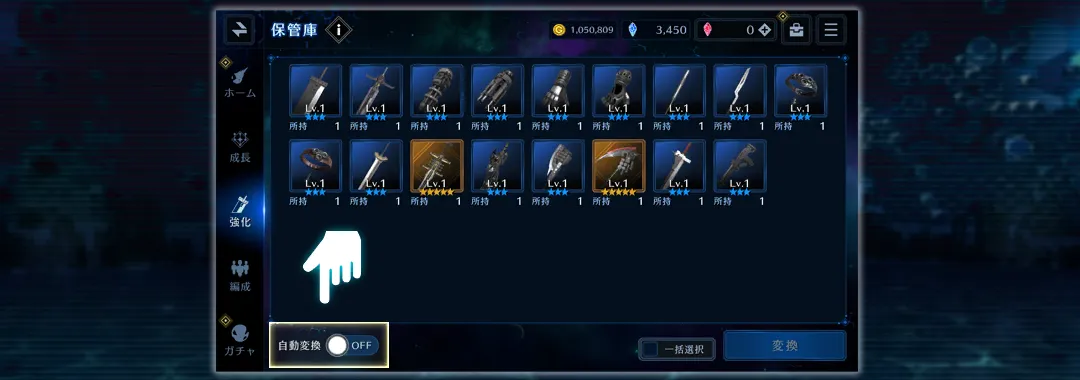 保管庫 i
G 1,050,809 3,450 0
ホーム
成長
強化
編成
ガチャ
Lv.1 Lv.1 Lv.1 Lv.1 Lv.1 Lv.1 Lv.1 Lv.1 Lv.1
所持 1 所持 1 所持 1 所持 1 所持 1 所持 1 所持 1 所持 1 所持 1
Lv.1 Lv.1 Lv.1 Lv.1 Lv.1 Lv.1 Lv.1 Lv.1
所持 1 所持 1 所持 1 所持 1 所持 1 所持 1 所持 1 所持 1
自動変換 OFF
一括選択
変換